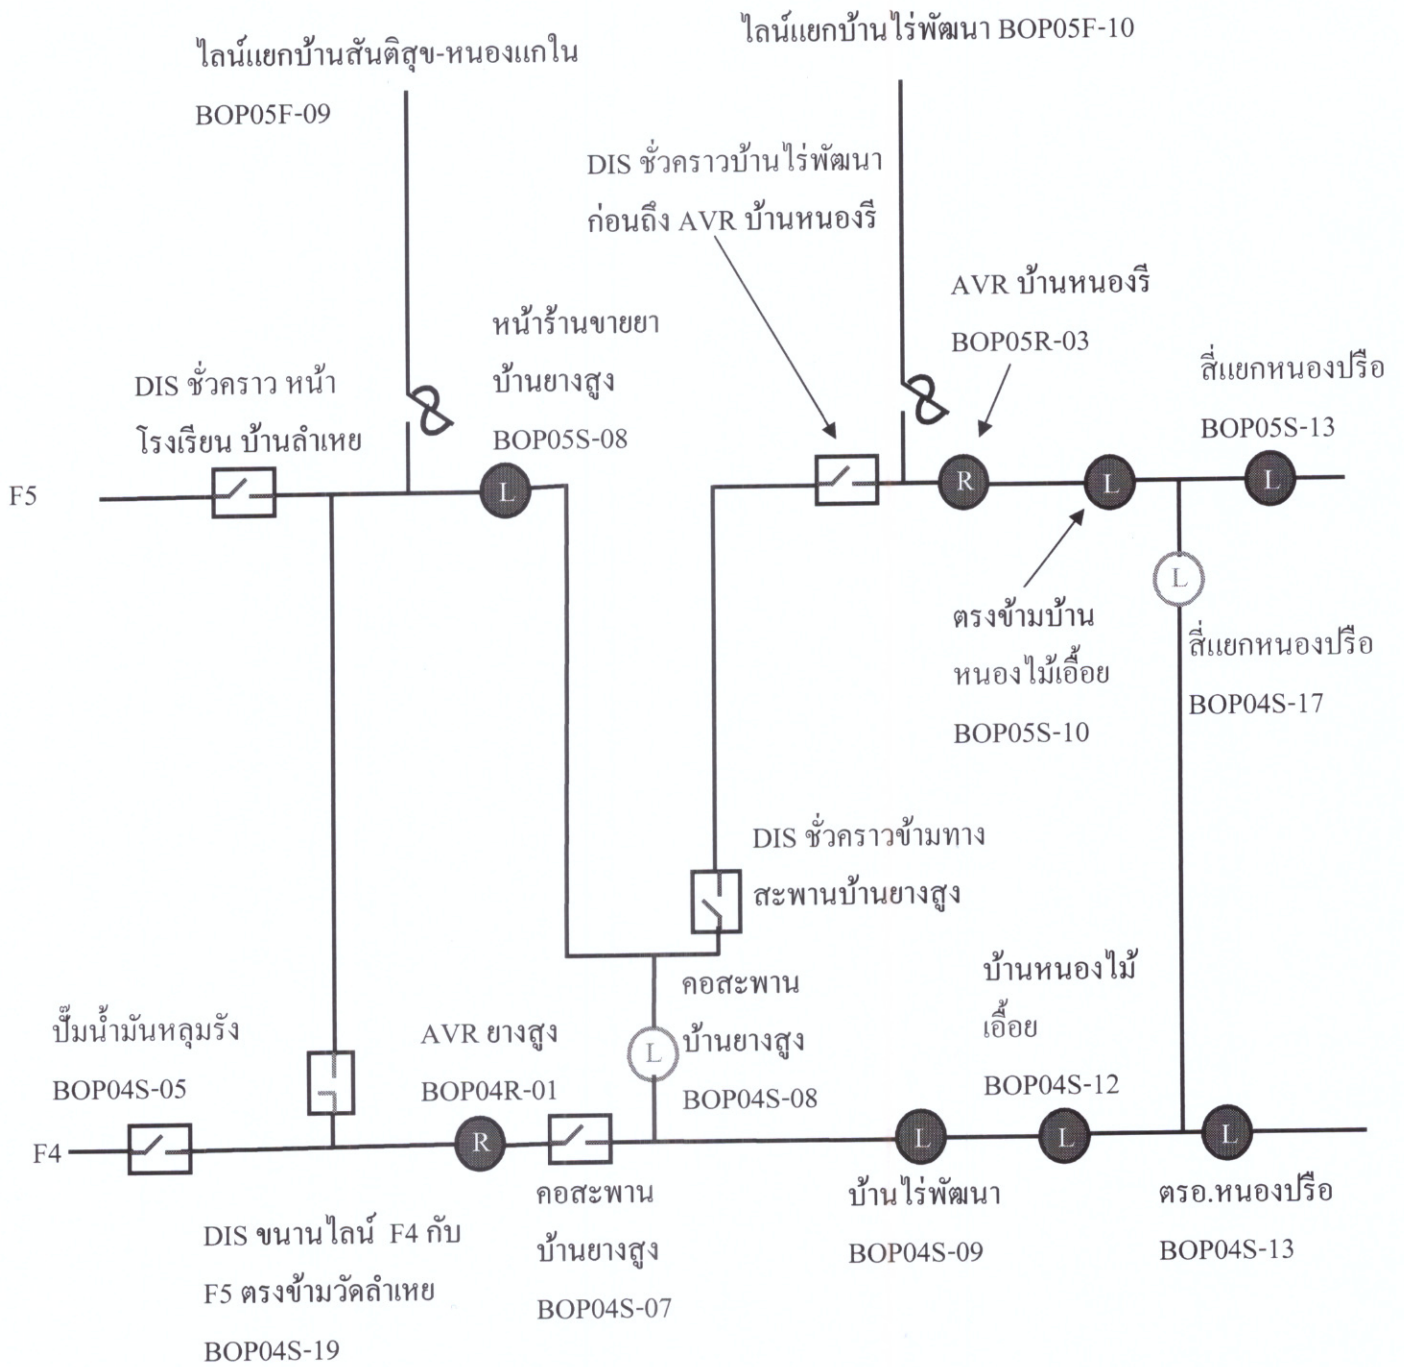 ไลน์แยกบ้านสันติสุข-หนองแกใน
BOP05F-09
ไลน์แยกบ้านไร่พัฒนา BOP05F-10
DIS ชั่วคราวบ้านไร่พัฒนา
ก่อนถึง AVR บ้านหนองรี
AVR บ้านหนองรี
BOP05R-03
หน้าร้านขายยา
บ้านยางสูง
BOP05S-08
DIS ชั่วคราว หน้า
โรงเรียน บ้านลำเหย
สี่แยกหนองปรือ
BOP05S-13
F5
L
R
L
L
L
ตรงข้ามบ้าน
หนองไม้เอื้อย
BOP05S-10
สี่แยกหนองปรือ
BOP04S-17
DIS ชั่วคราวข้ามทาง
สะพานบ้านยางสูง
คอสะพาน
บ้านยางสูง
BOP04S-08
L
บ้านหนองไม้
เอื้อย
BOP04S-12
ปั๊มน้ำมันหลุมรัง
BOP04S-05
AVR ยางสูง
BOP04R-01
F4
R
L
L
L
DIS ขนานไลน์ F4 กับ
F5 ตรงข้ามวัดลำเหย
BOP04S-19
คอสะพาน
บ้านยางสูง
BOP04S-07
บ้านไร่พัฒนา
BOP04S-09
ตรอ.หนองปรือ
BOP04S-13